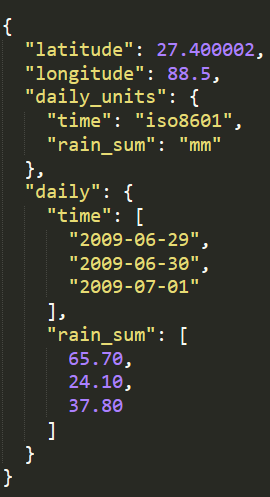 {
  "latitude": 27.400002,
  "longitude": 88.5,
  "daily_units": {
    "time": "iso8601",
    "rain_sum": "mm"
  },
  "daily": {
    "time": [
      "2009-06-29",
      "2009-06-30",
      "2009-07-01"
    ],
    "rain_sum": [
      65.70,
      24.10,
      37.80
    ]
  }
}